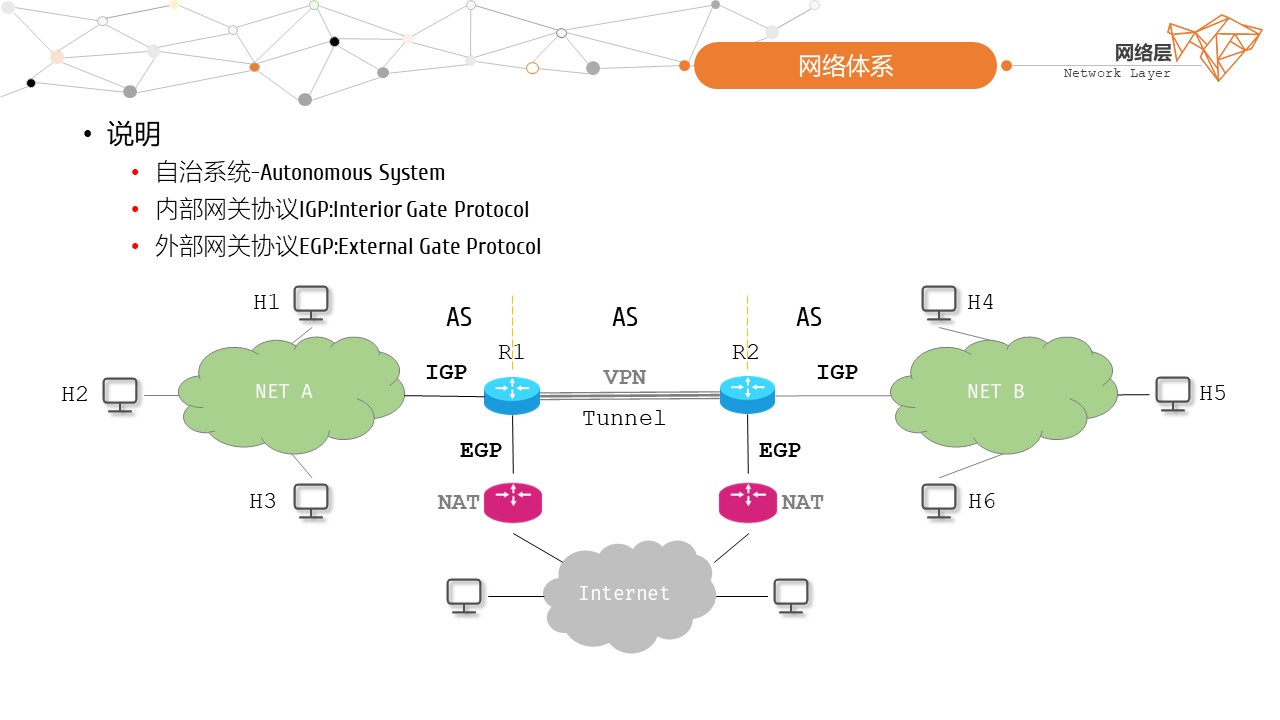 网络体系
网络层
Network Layer
• 说明
• 自治系统-Autonomous System
• 内部网关协议IGP:Interior Gate Protocol
• 外部网关协议EGP:External Gate Protocol
H1
H4
AS
AS
AS
R1
R2
IGP
VPN
IGP
H2
NET A
NET B
H5
Tunnel
EGP
EGP
H3
NAT
NAT
H6
Internet